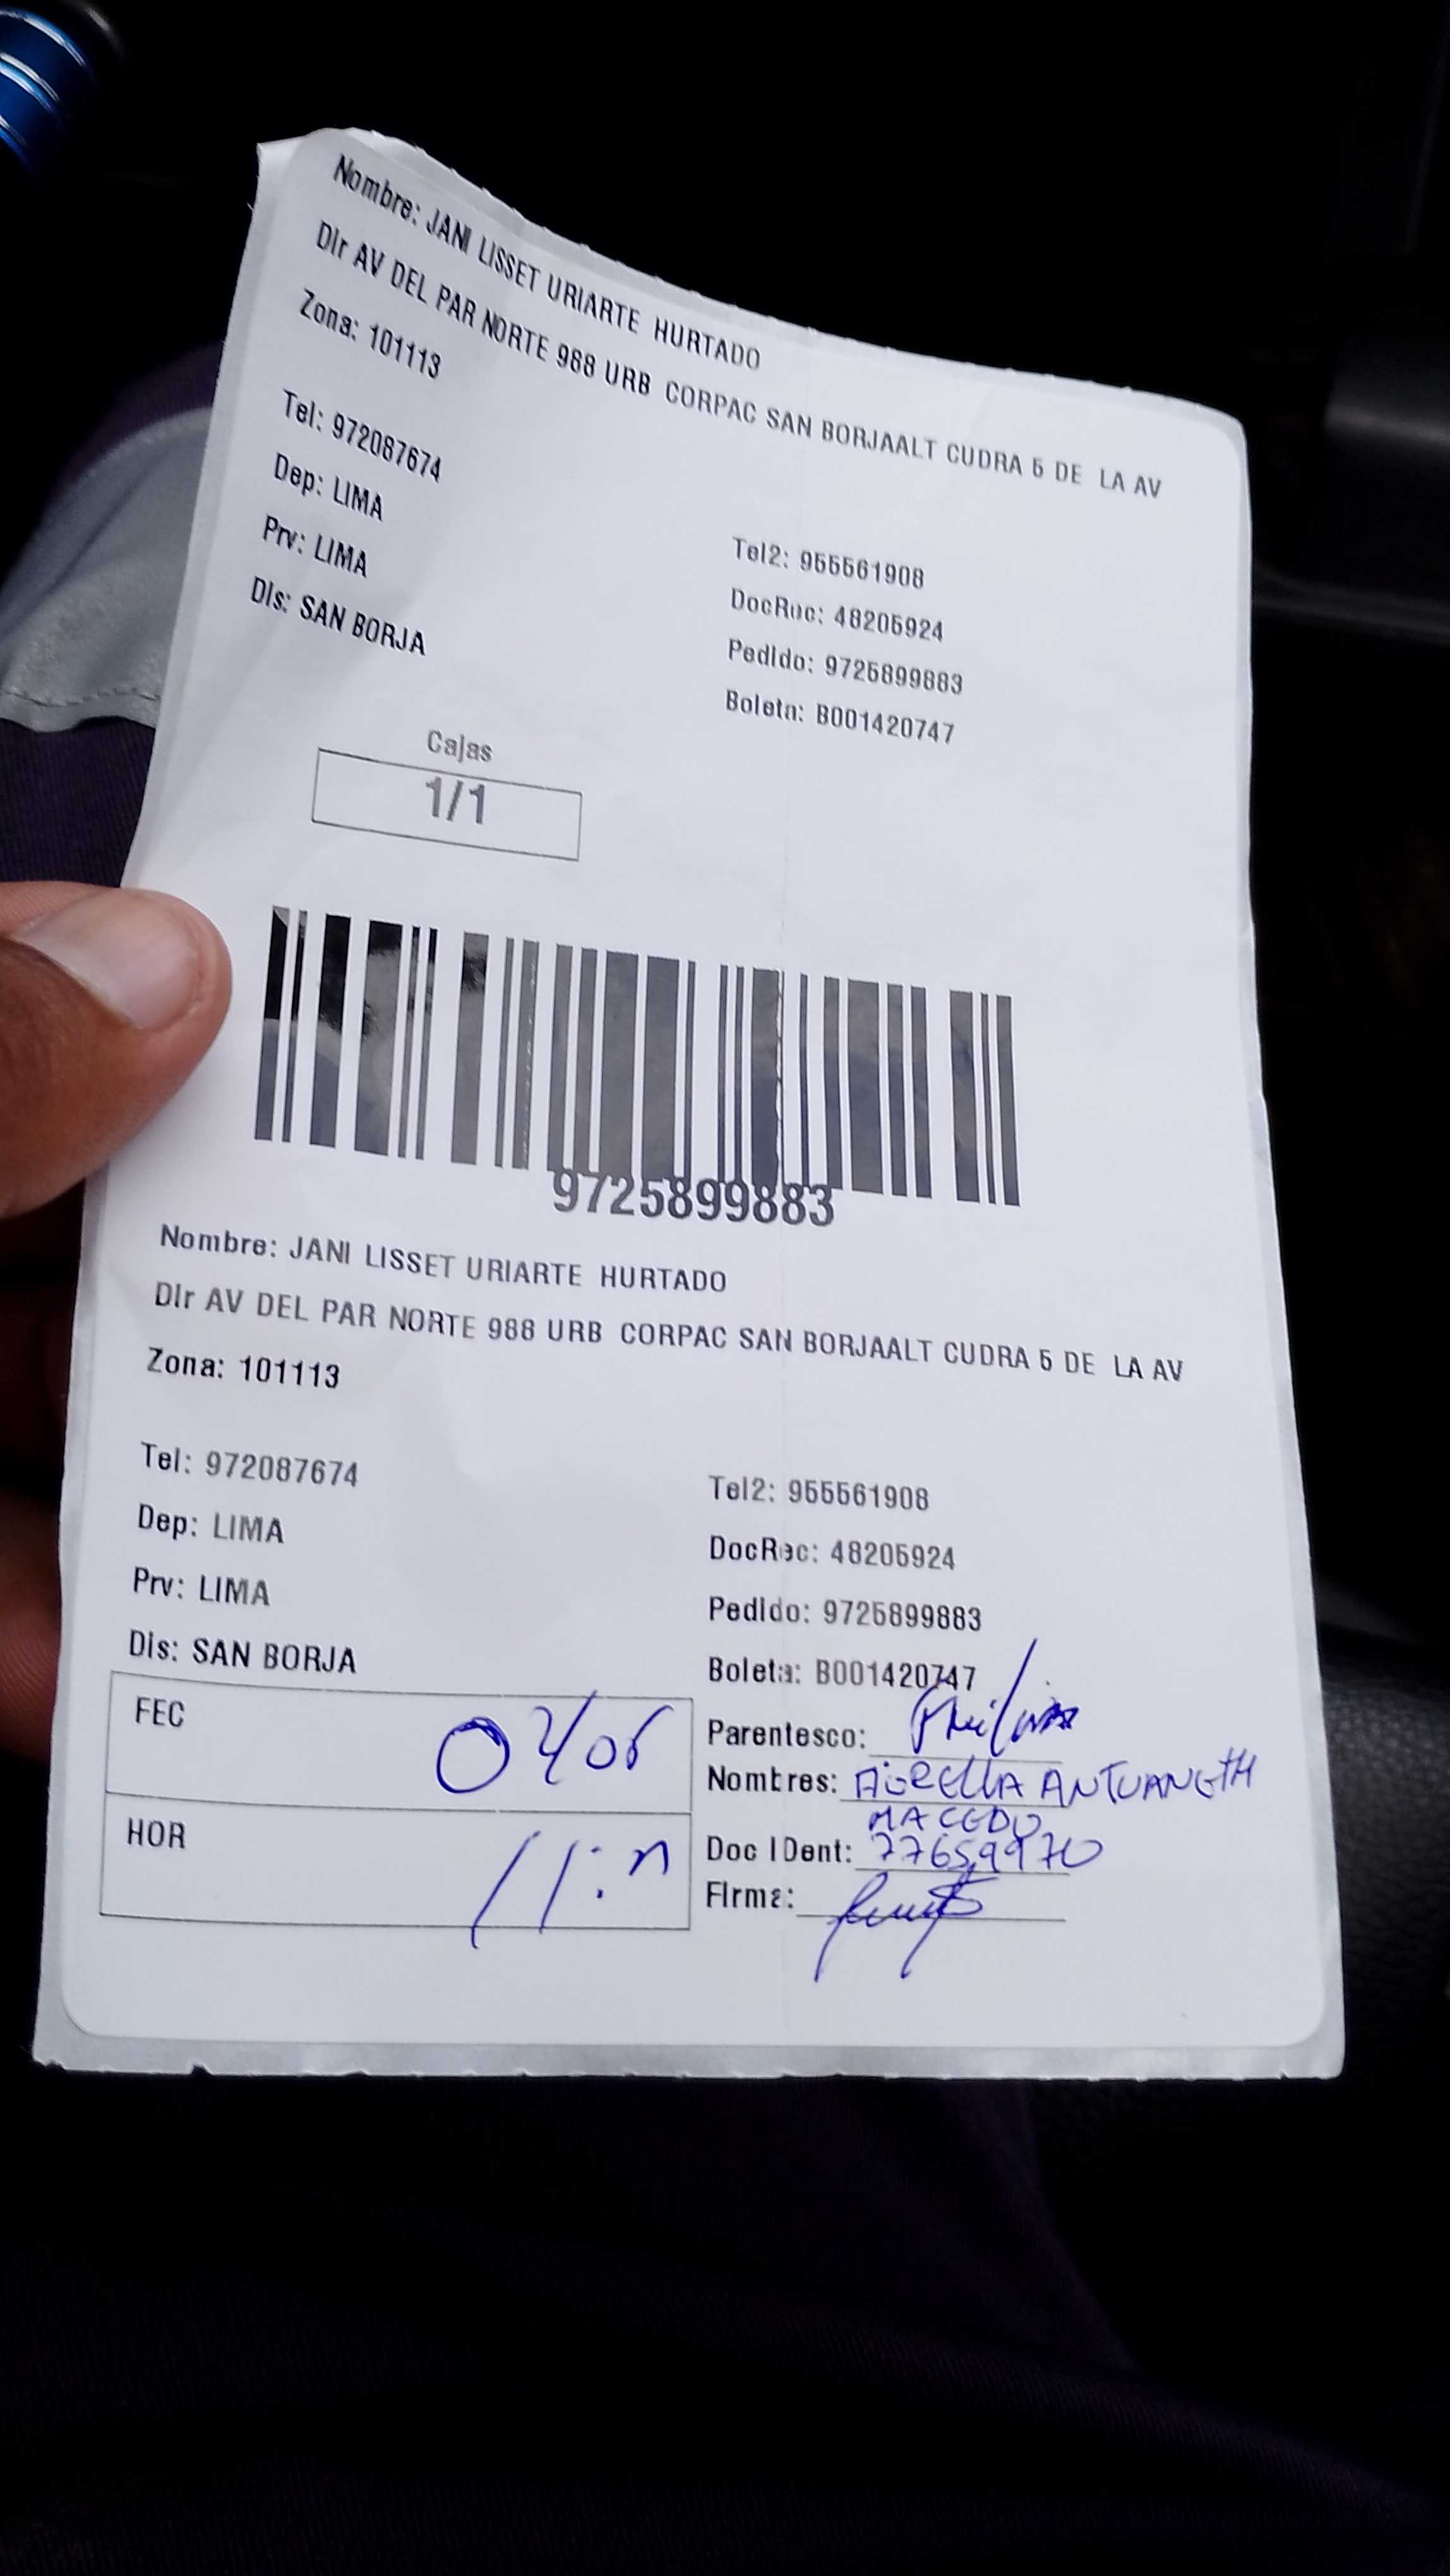 Nombre: JANI LISSET URIARTE HURTADO
Dir AV DEL PAR NORTE 988 URB CORPAC SAN BORJAALT CUDRA 5 DE LA AV
Zona: 101113
Tel: 972087674
Dep: LIMA
Prv: LIMA
Dis: SAN BORJA
Tel2: 955561908
DocRec: 48205924
Pedido: 9725899883
Boleta: B001420747
Cajas
1/1
9725899883
Nombre: JANI LISSET URIARTE HURTADO
Dir AV DEL PAR NORTE 988 URB CORPAC SAN BORJAALT CUDRA 5 DE LA AV
Zona: 101113
Tel: 972087674
Dep: LIMA
Prv: LIMA
Dis: SAN BORJA
Tel2: 955561908
DocRec: 48205924
Pedido: 9725899883
Boleta: B001420747
FEC
HOR
Parentesco:
Nombres: ANTUANETH
MACEDO
Doc IDent: 77659970
Firma: